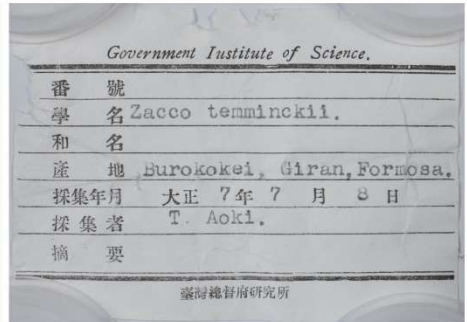 Government Iustitute of Science.
番 號
學 名 Zacco temminckii.
和 名
產 地 Burokokei, Giran, Formosa.
採集年月 大正 7 年 7 月 8 日
採 集 者 T. Aoki.
摘 要
臺灣總督府研究所